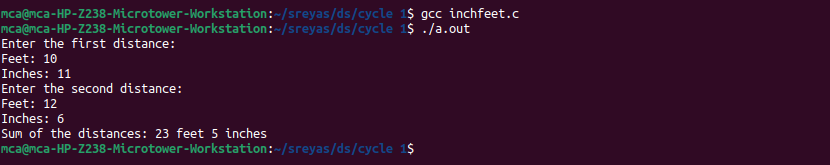 mca@mca-HP-Z238-Microtower-Workstation:~/sreyas/ds/cycle 1$ gcc inchfeet.c
mca@mca-HP-Z238-Microtower-Workstation:~/sreyas/ds/cycle 1$ ./a.out
Enter the first distance:
Feet: 10
Inches: 11
Enter the second distance:
Feet: 12
Inches: 6
Sum of the distances: 23 feet 5 inches
mca@mca-HP-Z238-Microtower-Workstation:~/sreyas/ds/cycle 1$